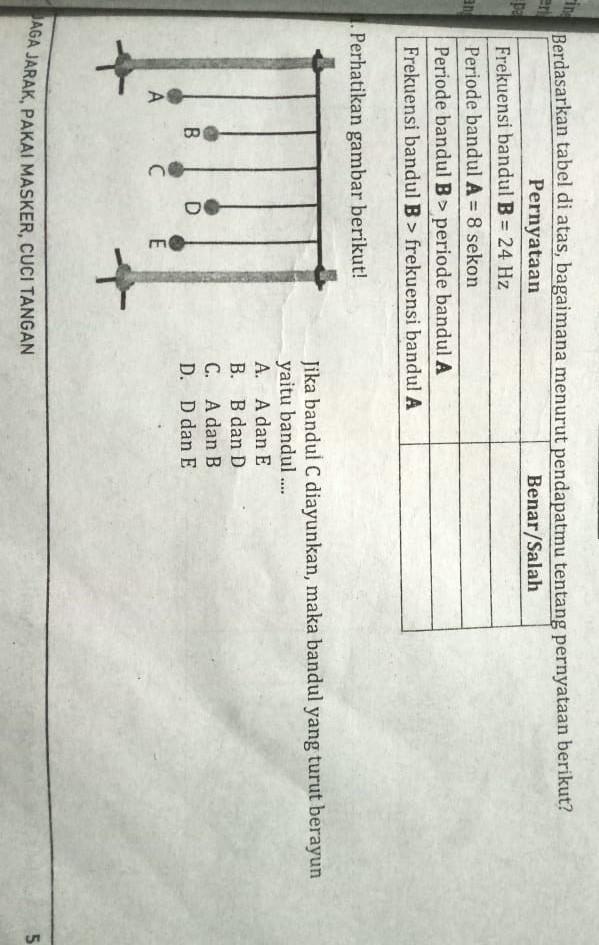 Berdasarkan tabel di atas, bagaimana menurut pendapatmu tentang pernyataan berikut?
Pernyataan Benar/Salah
Frekuensi bandul B = 24 Hz
Periode bandul A = 8 sekon
Periode bandul B > periode bandul A
Frekuensi bandul B > frekuensi bandul A
. Perhatikan gambar berikut!
A
B
C
D
E
Jika bandul C diayunkan, maka bandul yang turut berayun
yaitu bandul ....
A. A dan E
B. B dan D
C. A dan B
D. D dan E
JAGA JARAK, PAKAI MASKER, CUCI TANGAN
5